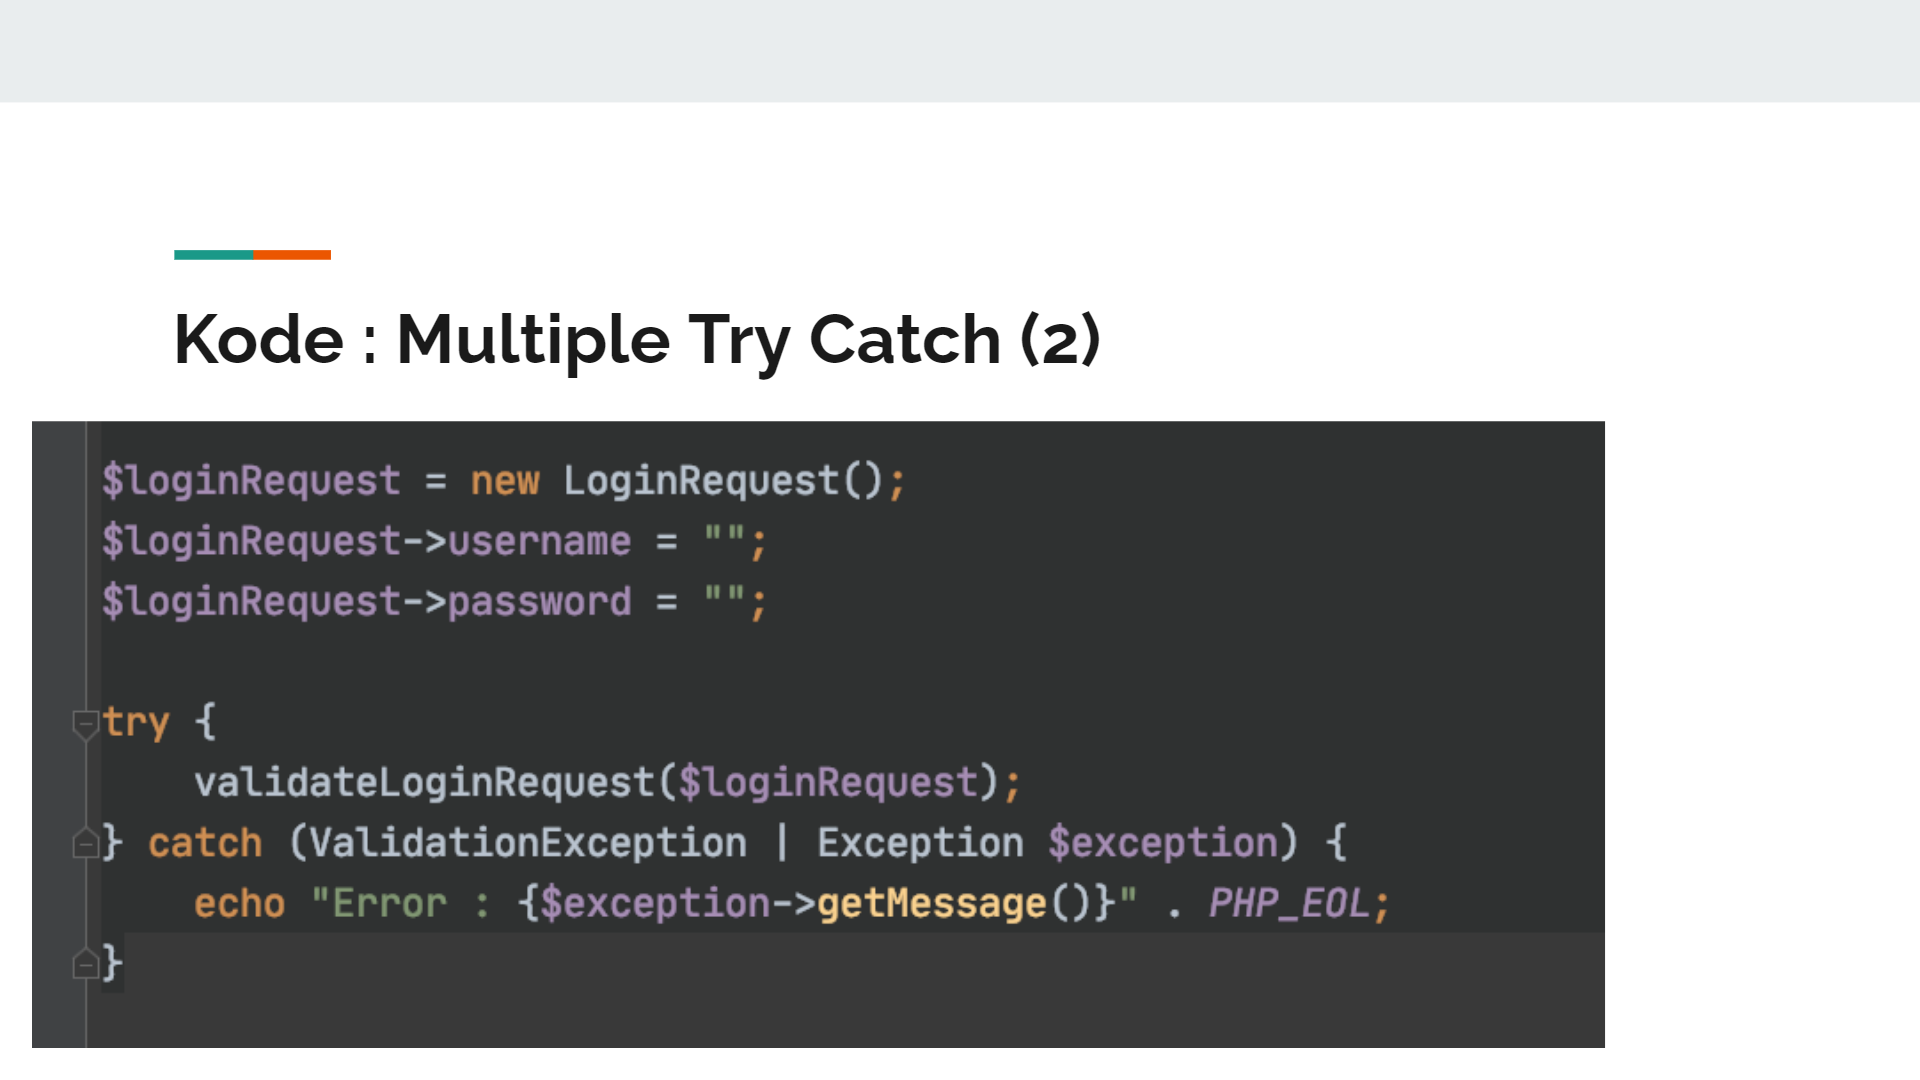 Kode : Multiple Try Catch (2)
$loginRequest = new LoginRequest();
$loginRequest->username = "";
$loginRequest->password = "";
try {
    validateLoginRequest($loginRequest);
} catch (ValidationException | Exception $exception) {
    echo "Error : {$exception->getMessage()}" . PHP_EOL;
}